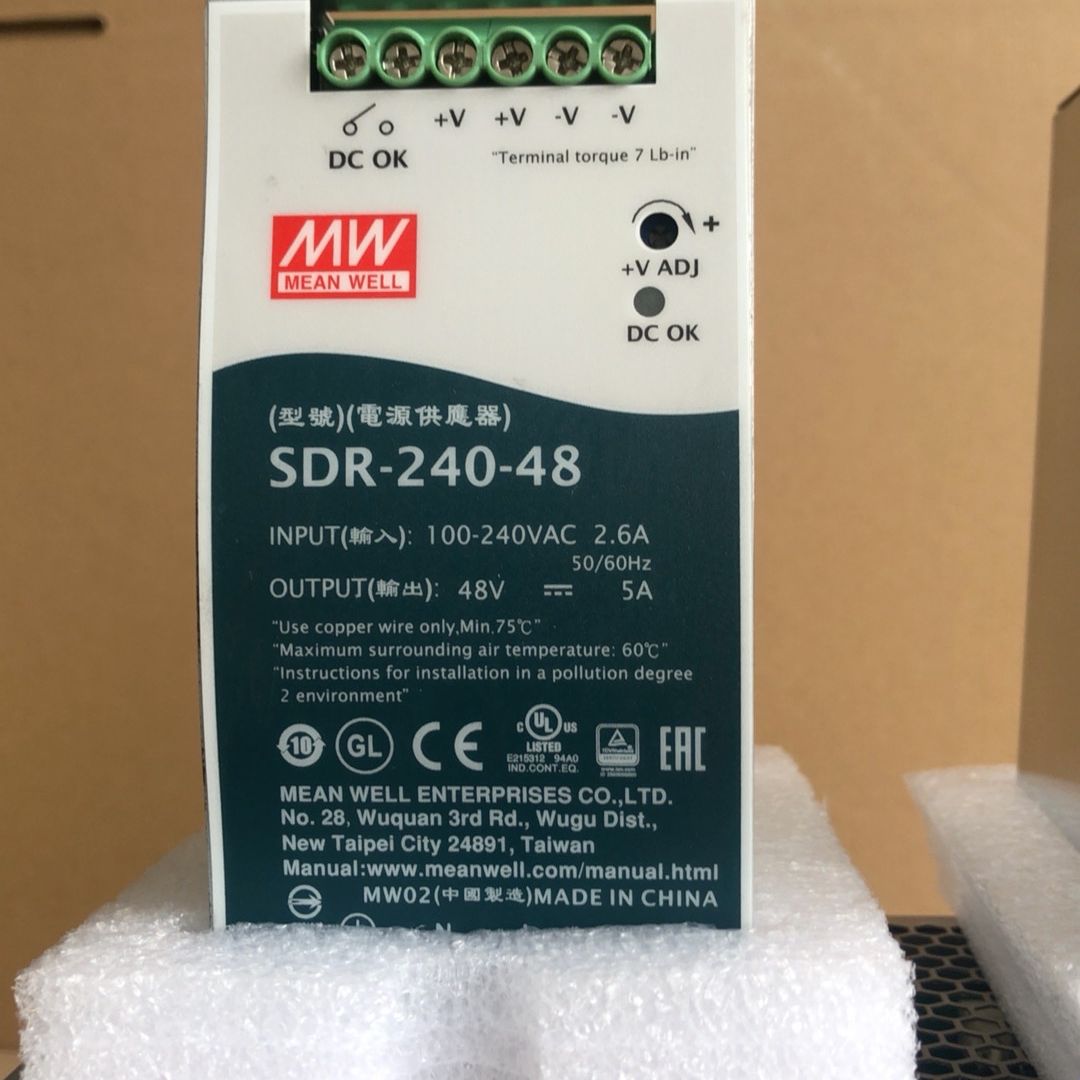 +V +V -V -V
DC OK
"Terminal torque 7 Lb-in"
MW
MEAN WELL
+
+V ADJ
DC OK
(型號)(電源供應器)
SDR-240-48
INPUT(輸入): 100-240VAC 2.6A
50/60Hz
OUTPUT(輸出): 48V 5A
"Use copper wire only,Min.75℃"
"Maximum surrounding air temperature: 60℃"
"Instructions for installation in a pollution degree
2 environment"
10 GL CE C UL US EAC
LISTED
E215312 94A0
IND.CONT.EQ.
MEAN WELL ENTERPRISES CO.,LTD.
No. 28, Wuquan 3rd Rd., Wugu Dist.,
New Taipei City 24891, Taiwan
Manual:www.meanwell.com/manual.html
MW02(中國製造)MADE IN CHINA